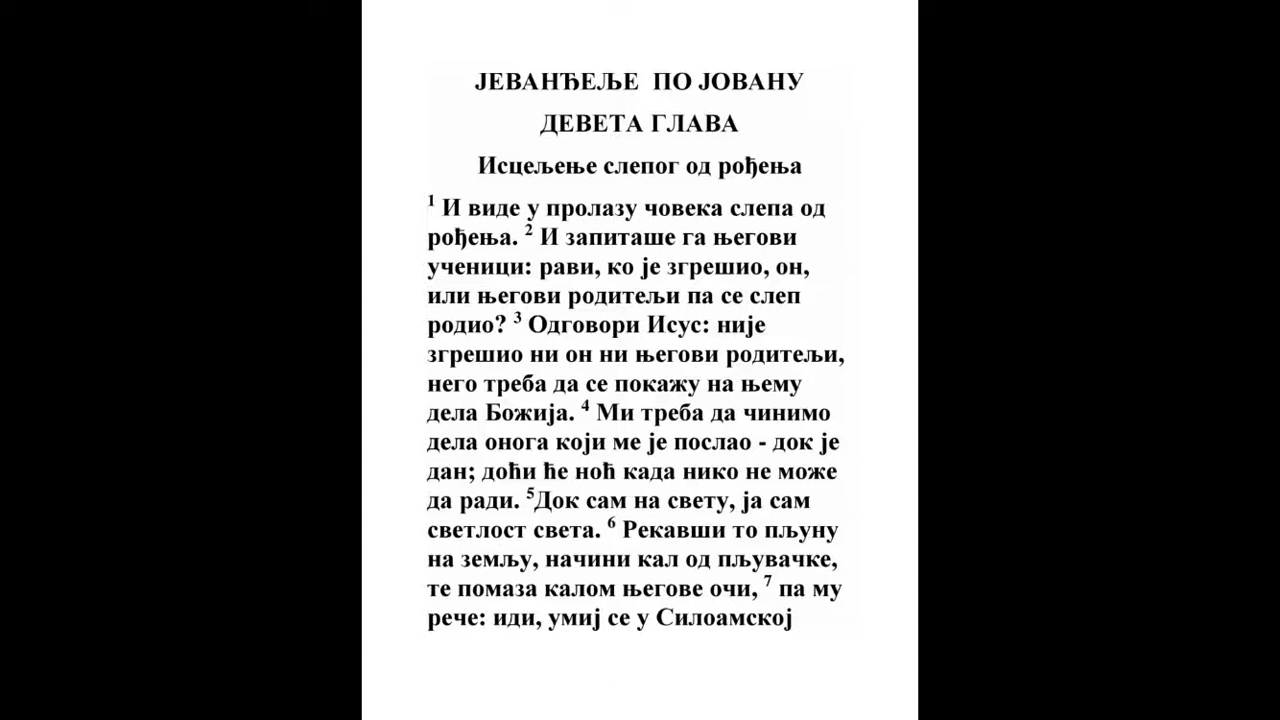 ЈЕВАНЂЕЉЕ ПО ЈОВАНУ
ДЕВЕТА ГЛАВА
Исцељење слепог од рођења
1 И виде у пролазу човека слепа од
рођења. 2 И запиташе га његови
ученици: рави, ко је згрешио, он,
или његови родитељи па се слеп
родио? 3 Одговори Исус: није
згрешио ни он ни његови родитељи,
него треба да се покажу на њему
дела Божија. 4 Ми треба да чинимо
дела онога који ме је послао - док је
дан; доћи ће ноћ када нико не може
да ради. 5Док сам на свету, ја сам
светлост света. 6 Рекавши то пљуну
на земљу, начини кал од пљувачке,
те помаза калом његове очи, 7 па му
рече: иди, умиј се у Силоамској